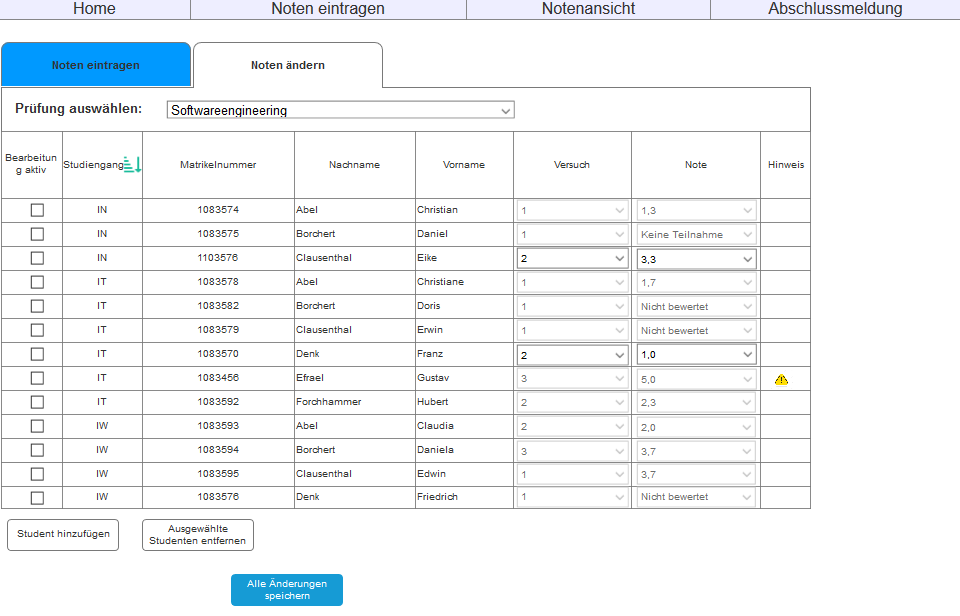 Home Noten eintragen Notenansicht Abschlussmeldung
Noten eintragen Noten ändern
Prüfung auswählen: Softwareengineering
Bearbeitun
g aktiv Studiengang Matrikelnummer Nachname Vorname Versuch Note Hinweis
IN 1083574 Abel Christian 1 1,3
IN 1083575 Borchert Daniel 1 Keine Teilnahme
IN 1103576 Clausenthal Eike 2 3,3
IT 1083578 Abel Christiane 1 1,7
IT 1083582 Borchert Doris 1 Nicht bewertet
IT 1083579 Clausenthal Erwin 1 Nicht bewertet
IT 1083570 Denk Franz 2 1,0
IT 1083456 Efrael Gustav 3 5,0
IT 1083592 Forchhammer Hubert 2 2,3
IW 1083593 Abel Claudia 2 2,0
IW 1083594 Borchert Daniela 3 3,7
IW 1083595 Clausenthal Edwin 1 3,7
IW 1083576 Denk Friedrich 1 Nicht bewertet
Student hinzufügen
Ausgewählte
Studenten entfernen
Alle Änderungen
speichern